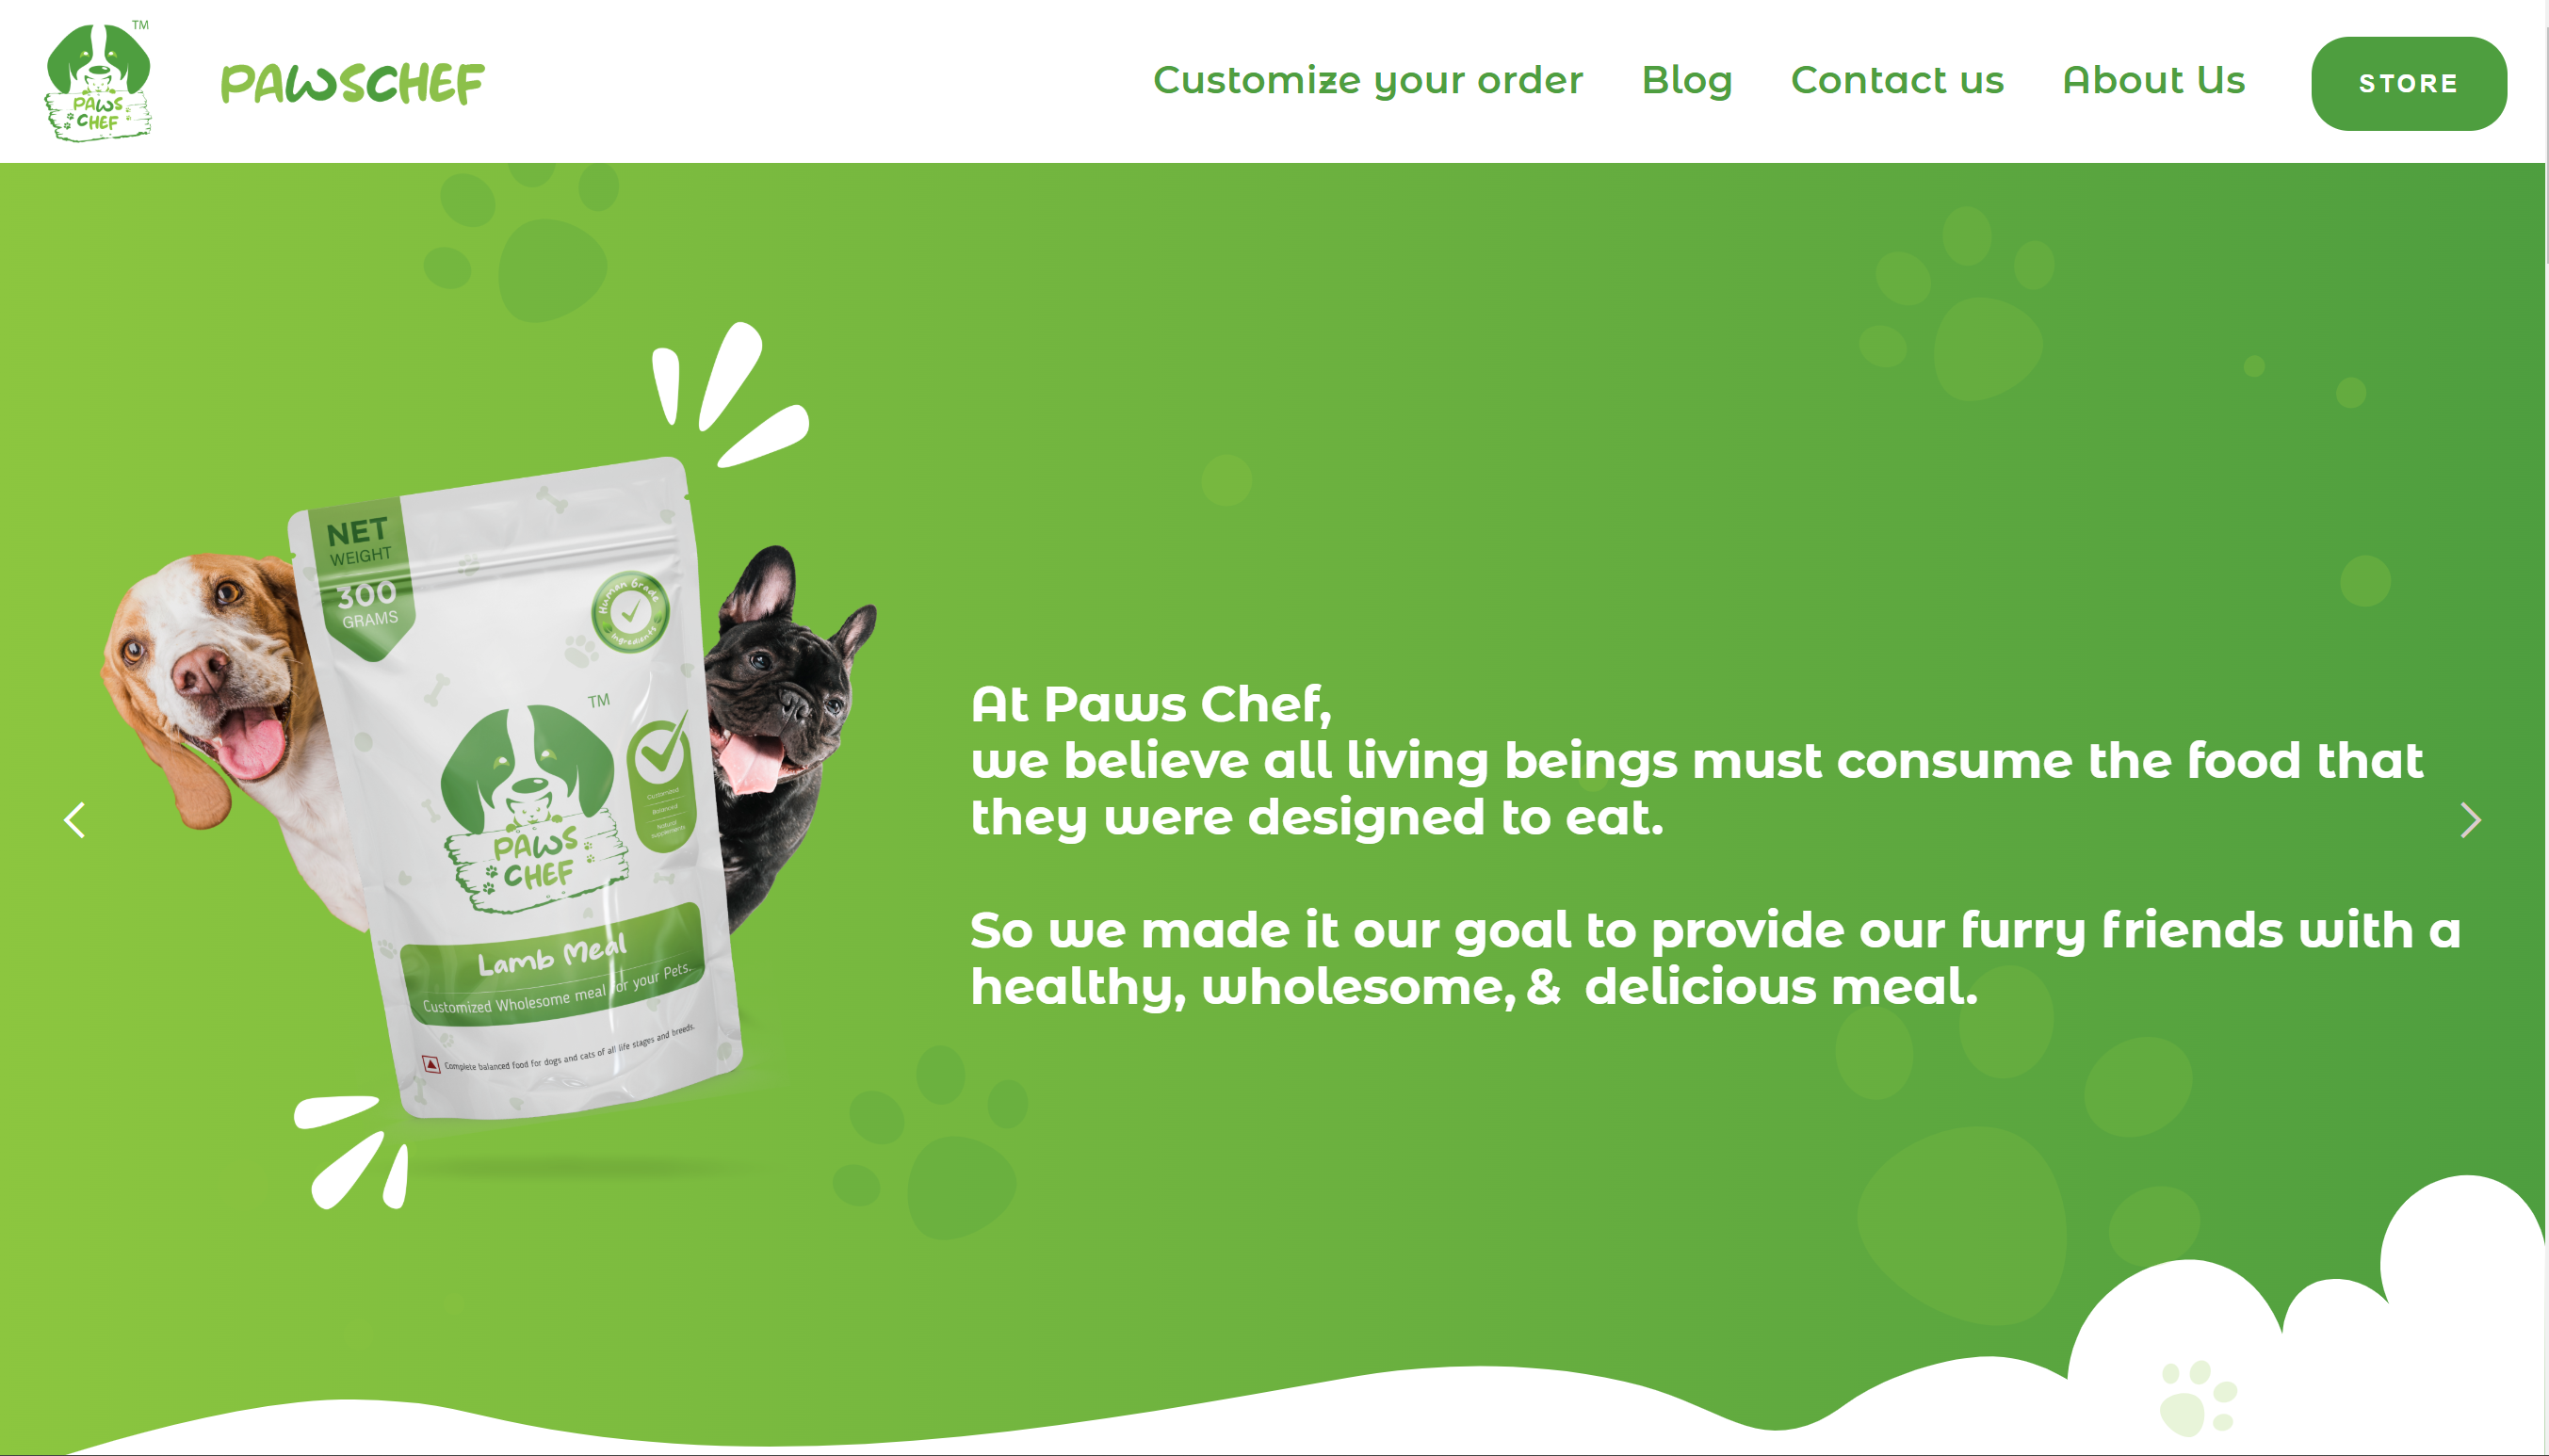 TM
PAWS
CHEF
PAWSCHEF
Customize your order
Blog
Contact us
About Us
STORE
NET
WEIGHT
300
GRAMS
Human Grade
Ingredients
TM
PAWS
CHEF
Customized
Balanced
Natural
Supplements
Lamb Meal
Customized Wholesome meal for your Pets.
Complete balanced food for dogs and cats of all life stages and breeds.
At Paws Chef,
we believe all living beings must consume the food that
they were designed to eat.
So we made it our goal to provide our furry friends with a
healthy, wholesome, & delicious meal.